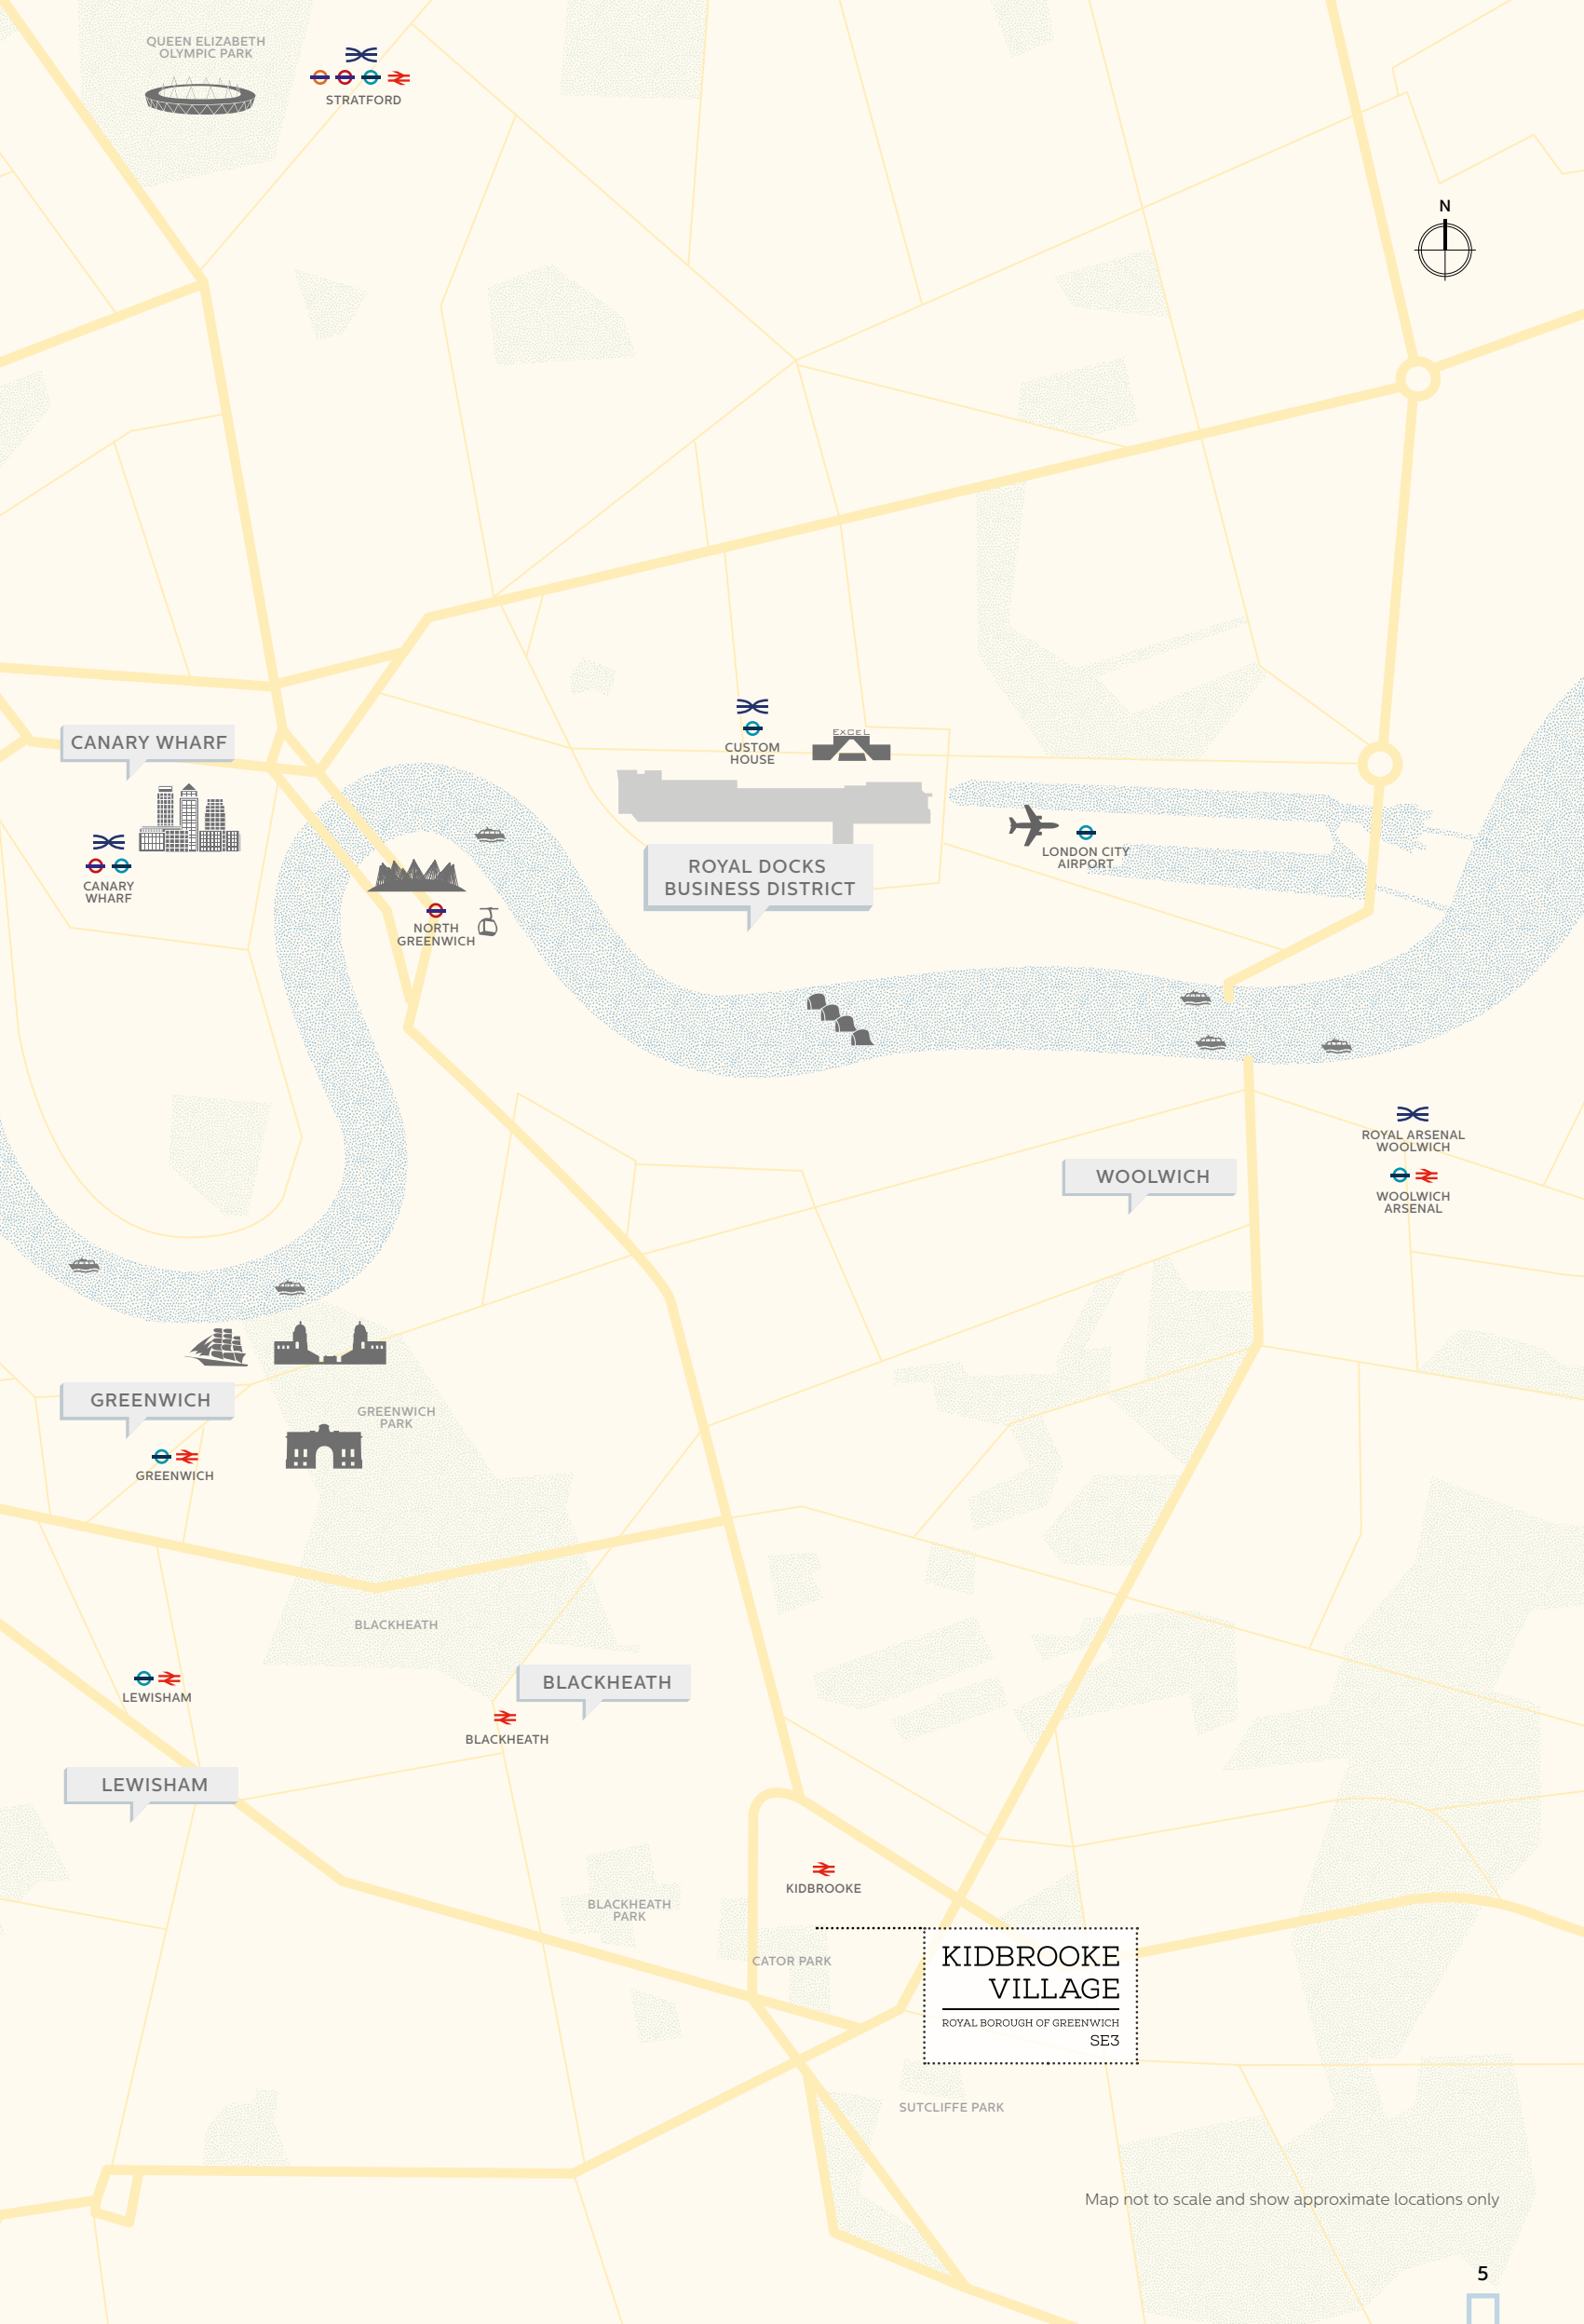 QUEEN ELIZABETH
OLYMPIC PARK
STRATFORD
N
CANARY WHARF
CUSTOM
HOUSE
EXCEL
CANARY
WHARF
NORTH
GREENWICH
ROYAL DOCKS
BUSINESS DISTRICT
LONDON CITY
AIRPORT
ROYAL ARSENAL
WOOLWICH
WOOLWICH
WOOLWICH
ARSENAL
GREENWICH
GREENWICH
PARK
GREENWICH
BLACKHEATH
LEWISHAM
BLACKHEATH
BLACKHEATH
LEWISHAM
KIDBROOKE
BLACKHEATH
PARK
CATOR PARK
KIDBROOKE
VILLAGE
ROYAL BOROUGH OF GREENWICH
SE3
SUTCLIFFE PARK
Map not to scale and show approximate locations only
5